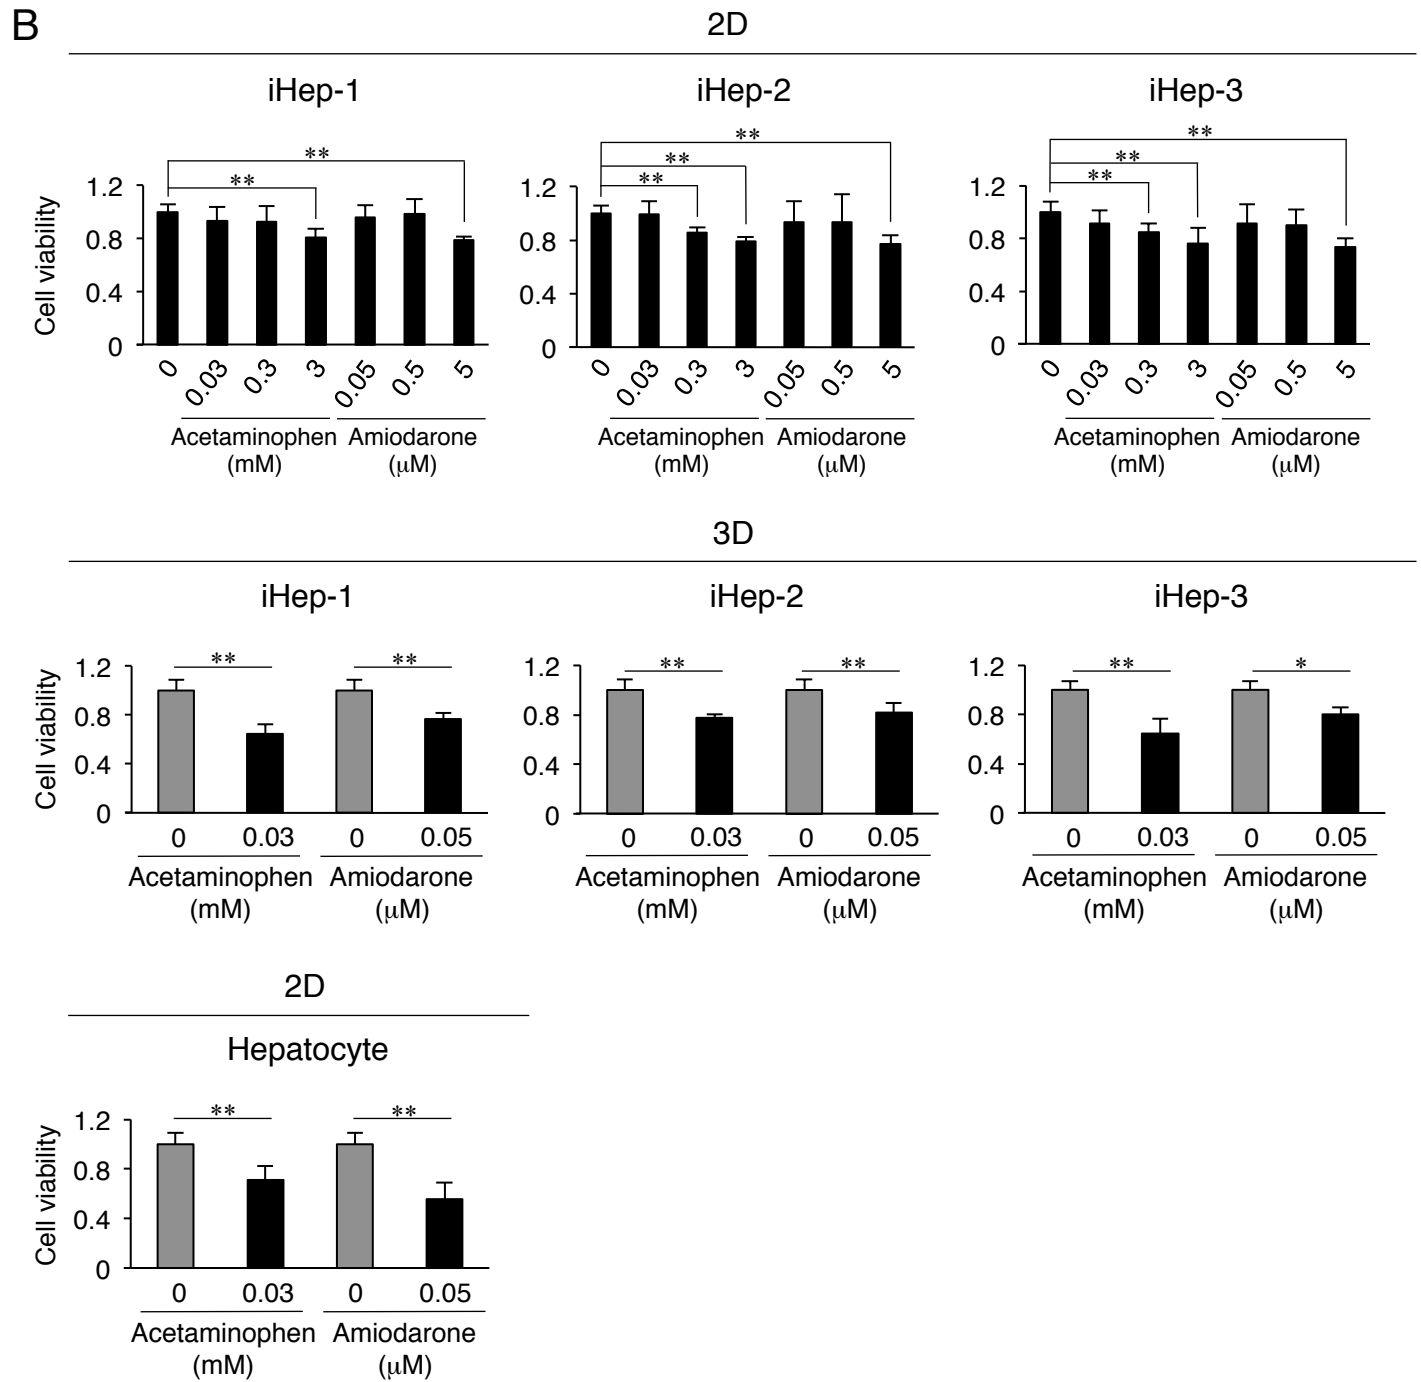 B
2D
iHep-1 iHep-2 iHep-3
** ** **
** ** **
** **
Cell viability
1.2 1.2 1.2
0.8 0.8 0.8
0.4 0.4 0.4
0 0 0
0 0.03 0.3 3 0.05 0.5 5 0 0.03 0.3 3 0.05 0.5 5 0 0.03 0.3 3 0.05 0.5 5
Acetaminophen Amiodarone Acetaminophen Amiodarone Acetaminophen Amiodarone
(mM) (μM) (mM) (μM) (mM) (μM)
3D
iHep-1 iHep-2 iHep-3
** ** ** ** ** *
Cell viability
1.2 1.2 1.2
0.8 0.8 0.8
0.4 0.4 0.4
0 0 0
0 0.03 0 0.05 0 0.03 0 0.05 0 0.03 0 0.05
Acetaminophen Amiodarone Acetaminophen Amiodarone Acetaminophen Amiodarone
(mM) (μM) (mM) (μM) (mM) (μM)
2D
Hepatocyte
** **
Cell viability
1.2
0.8
0.4
0
0 0.03 0 0.05
Acetaminophen Amiodarone
(mM) (μM)